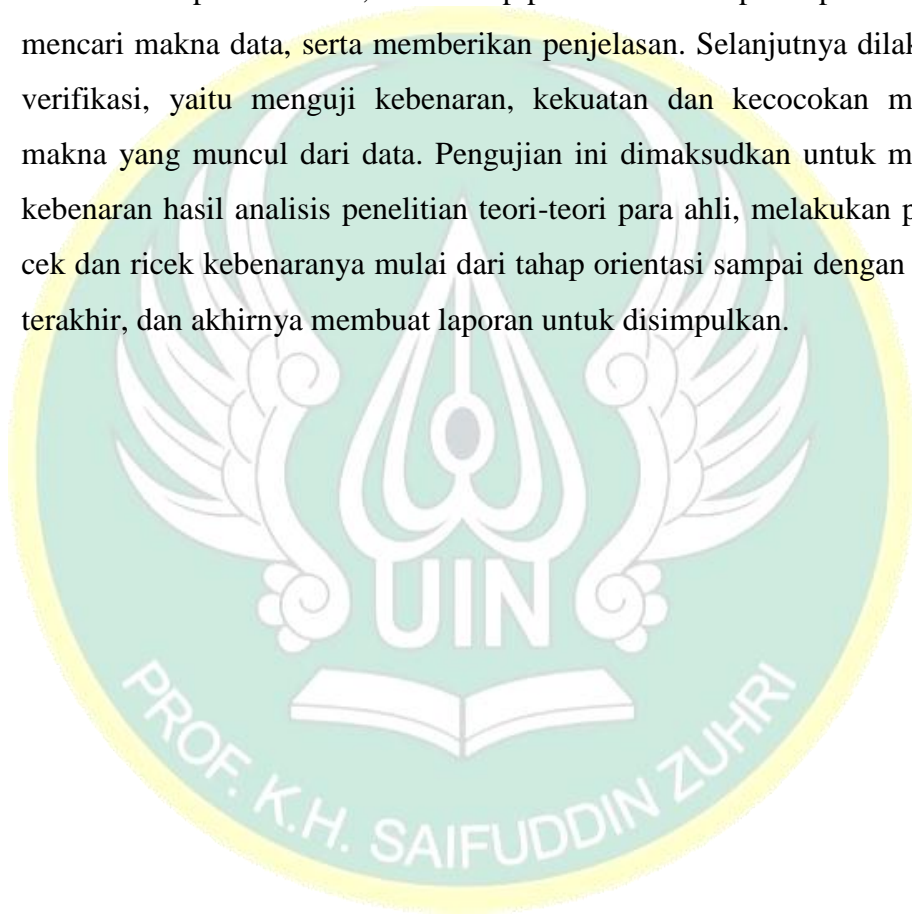 mencari makna data, serta memberikan penjelasan. Selanjutnya
verifikasi, yaitu menguji kebenaran, kekuatan dan kecocokan
makna yang muncul dari data. Pengujian ini dimaksudkan untuk
kebenaran hasil analisis penelitian teori-teori para ahli, melakukan
cek dan ricek kebenaranya mulai dari tahap orientasi sampai dengan
terakhir, dan akhirnya membuat laporan untuk disimpulkan.
UIN
PROF. K.H. SAIFUDDIN ZUHRI